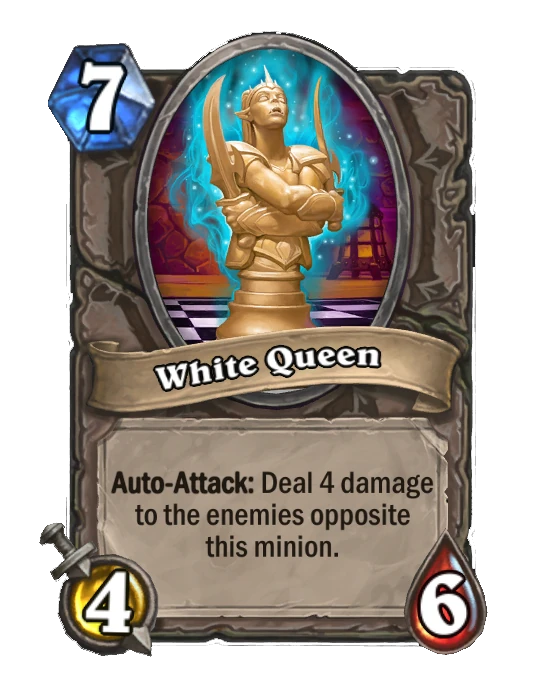 7
White Queen
Auto-Attack: Deal 4 damage
to the enemies opposite
this minion.
4
6